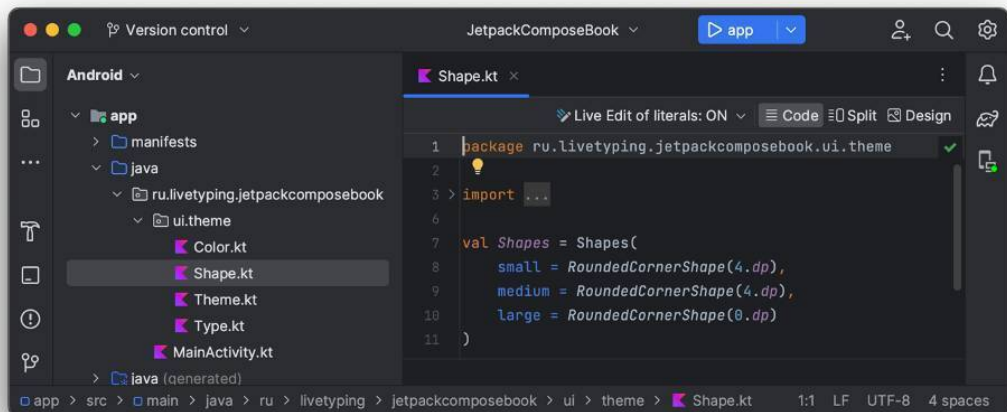 Version control
JetpackComposeBook
app
Android
Shape.kt
Live Edit of literals: ON
Code
Split
Design
app
manifests
java
ru.livetyping.jetpackcomposebook
ui.theme
Color.kt
Shape.kt
Theme.kt
Type.kt
MainActivity.kt
java (generated)
1 package ru.livetyping.jetpackcomposebook.ui.theme
2
3 import ...
6
7 val Shapes = Shapes(
8 small = RoundedCornerShape(4.dp),
9 medium = RoundedCornerShape(4.dp),
10 large = RoundedCornerShape(0.dp)
11 )
app > src > main > java > ru > livetyping > jetpackcomposebook > ui > theme > Shape.kt 1:1 LF UTF-8 4 spaces